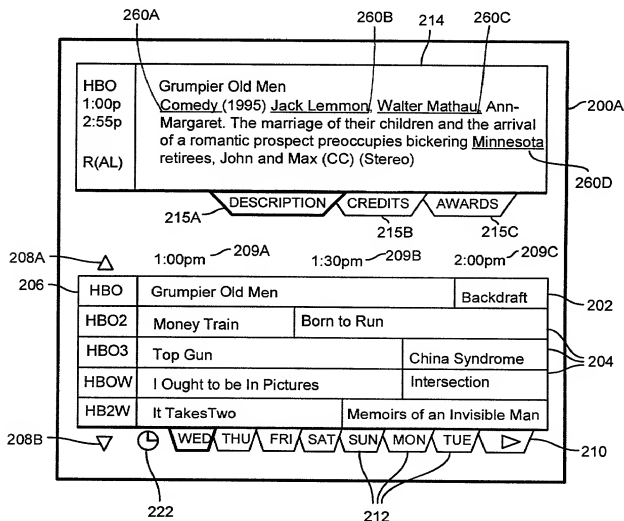 260A 260B 260C
214
HBO Grumpier Old Men
1:00p Comedy (1995) Jack Lemmon, Walter Mathau, Ann-
2:55p Margaret. The marriage of their children and the arrival
of a romantic prospect preoccupies bickering Minnesota
R(AL) retirees, John and Max (CC) (Stereo)
200A
260D
DESCRIPTION CREDITS AWARDS
215A 215B 215C
208A 1:00pm 209A 1:30pm 209B 2:00pm 209C
206 HBO Grumpier Old Men Backdraft 202
HBO2 Money Train Born to Run
HBO3 Top Gun China Syndrome 204
HBOW I Ought to be In Pictures Intersection
HB2W It TakesTwo Memoirs of an Invisible Man
208B WED THU FRI SAT SUN MON TUE 210
222 212